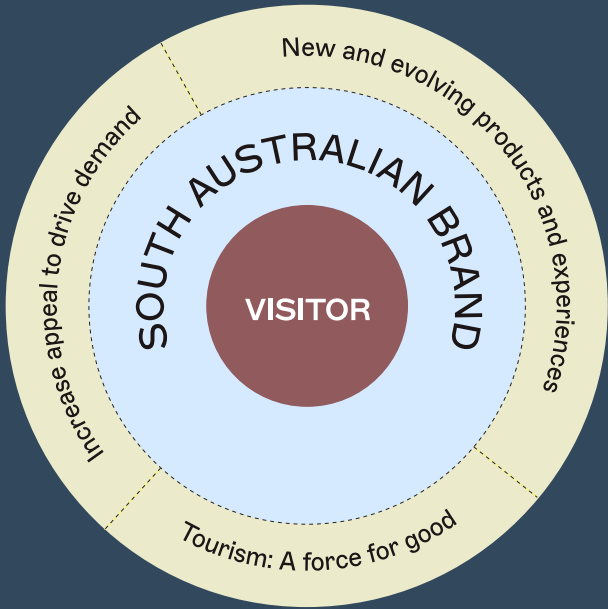 New and evolving products and experiences
Increase appeal to drive demand
SOUTH AUSTRALIAN BRAND
VISITOR
Tourism: A force for good